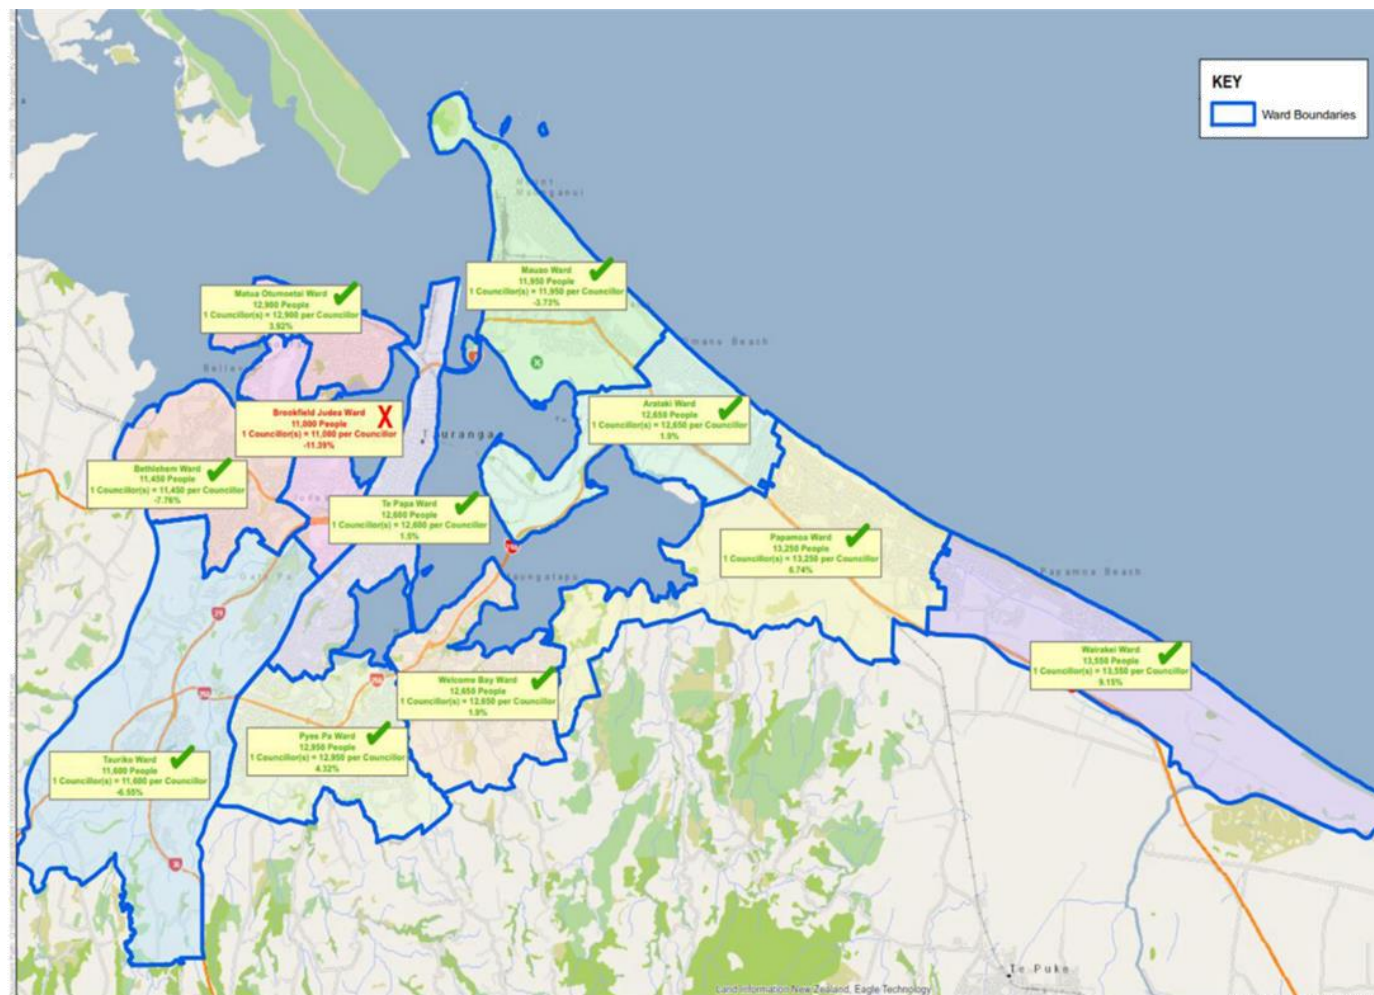 KEY
Ward Boundaries
Mauao Ward
11,950 People
1 Councillor(s) = 11,950 per Councillor
-3.73%
Matua Otumoetai Ward
12,900 People
1 Councillor(s) = 12,900 per Councillor
3.92%
Brookfield Judea Ward
11,000 People
1 Councillor(s) = 11,000 per Councillor
-11.39%
X
Arataki Ward
12,650 People
1 Councillor(s) = 12,650 per Councillor
1.9%
Tauranga
Bethlehem Ward
11,450 People
1 Councillor(s) = 11,450 per Councillor
-7.76%
Te Papa Ward
12,600 People
1 Councillor(s) = 12,600 per Councillor
1.5%
Papamoa Ward
13,250 People
1 Councillor(s) = 13,250 per Councillor
6.74%
Papamoa Beach
Wairakei Ward
13,550 People
1 Councillor(s) = 13,550 per Councillor
9.15%
Welcome Bay Ward
12,650 People
1 Councillor(s) = 12,650 per Councillor
1.9%
Pyes Pa Ward
12,950 People
1 Councillor(s) = 12,950 per Councillor
4.32%
Tauriko Ward
11,600 People
1 Councillor(s) = 11,600 per Councillor
-6.55%
Te Puke
Land Information New Zealand, Eagle Technology